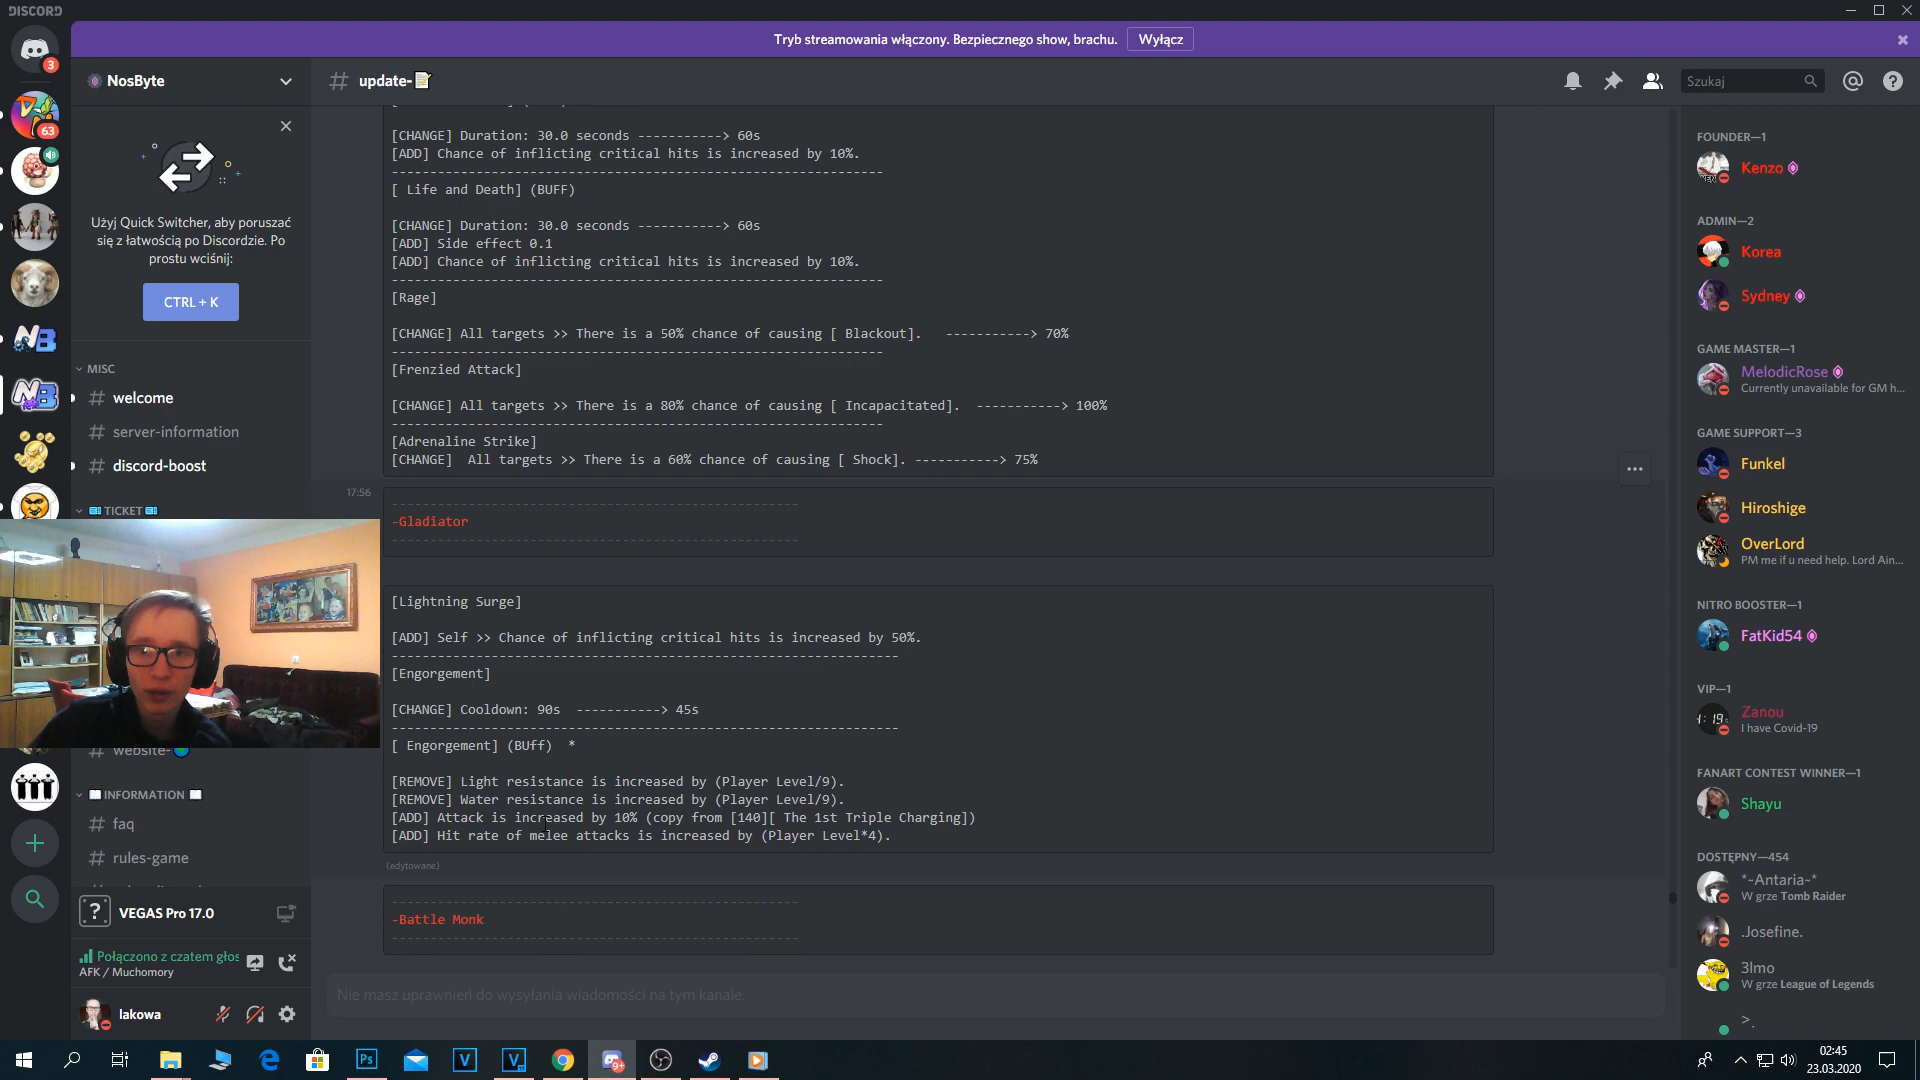 DISCORD
Tryb streamowania włączony. Bezpiecznego show, brachu.
Wyłącz
3
63
NosByte
Użyj Quick Switcher, aby poruszać
się z łatwością po Discordzie. Po
prostu wciśnij:
CTRL + K
MISC
welcome
server-information
discord-boost
TICKET
website-
INFORMATION
faq
rules-game
VEGAS Pro 17.0
Połączono z czatem głos
AFK / Muchomory
lakowa
# update-
Szukaj
[CHANGE] Duration: 30.0 seconds -----------> 60s
[ADD] Chance of inflicting critical hits is increased by 10%.
----------------------------------------------------------------
[ Life and Death] (BUFF)
[CHANGE] Duration: 30.0 seconds -----------> 60s
[ADD] Side effect 0.1
[ADD] Chance of inflicting critical hits is increased by 10%.
----------------------------------------------------------------
[Rage]
[CHANGE] All targets >> There is a 50% chance of causing [ Blackout].   -----------> 70%
----------------------------------------------------------------
[Frenzied Attack]
[CHANGE] All targets >> There is a 80% chance of causing [ Incapacitated].  -----------> 100%
----------------------------------------------------------------
[Adrenaline Strike]
[CHANGE]  All targets >> There is a 60% chance of causing [ Shock]. -----------> 75%
17:56
-----------------------------------------------------
-Gladiator
-----------------------------------------------------
[Lightning Surge]
[ADD] Self >> Chance of inflicting critical hits is increased by 50%.
------------------------------------------------------------------
[Engorgement]
[CHANGE] Cooldown: 90s  -----------> 45s
------------------------------------------------------------------
[ Engorgement] (BUff)  *
[REMOVE] Light resistance is increased by (Player Level/9).
[REMOVE] Water resistance is increased by (Player Level/9).
[ADD] Attack is increased by 10% (copy from [140][ The 1st Triple Charging])
[ADD] Hit rate of melee attacks is increased by (Player Level*4).
(edytowane)
-----------------------------------------------------
-Battle Monk
-----------------------------------------------------
Nie masz uprawnień do wysyłania wiadomości na tym kanale.
FOUNDER—1
Kenzo
ADMIN—2
Korea
Sydney
GAME MASTER—1
MelodicRose
Currently unavailable for GM h...
GAME SUPPORT—3
Funkel
Hiroshige
OverLord
PM me if u need help. Lord Ain...
NITRO BOOSTER—1
FatKid54
VIP—1
Zanou
I have Covid-19
FANART CONTEST WINNER—1
Shayu
DOSTĘPNY—454
*~Antaria~*
W grze Tomb Raider
.Josefine.
3lmo
W grze League of Legends
>.
9+
02:45
23.03.2020